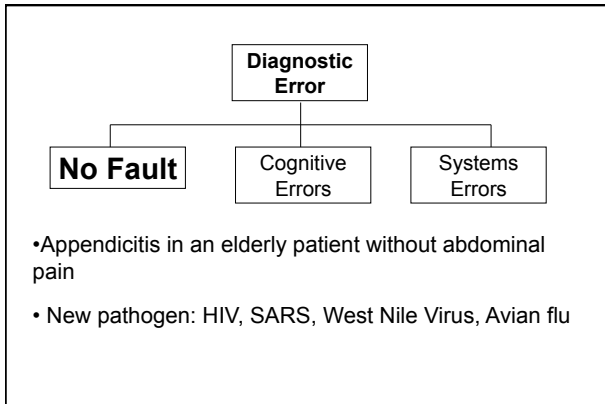 Diagnostic
Error
No Fault
Cognitive
Errors
Systems
Errors
•Appendicitis in an elderly patient without abdominal
pain
• New pathogen: HIV, SARS, West Nile Virus, Avian flu